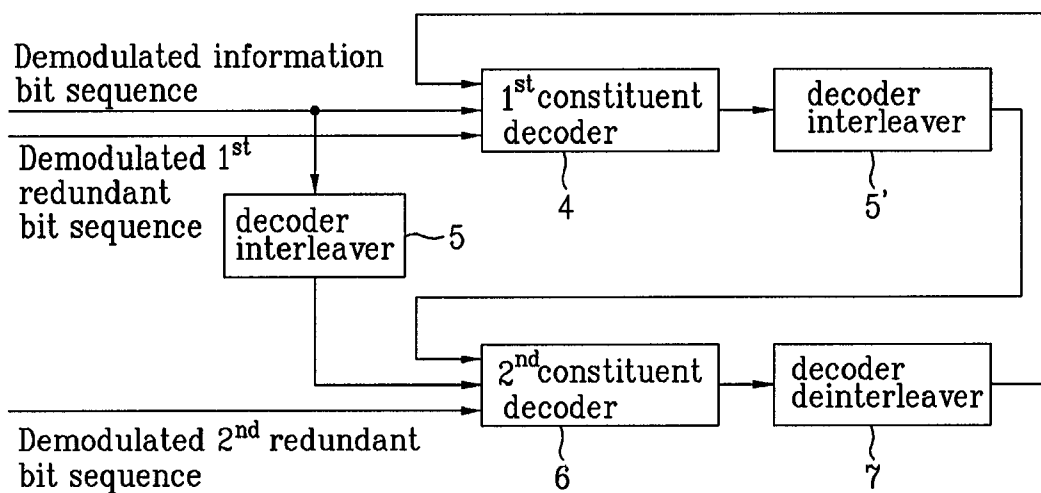 Demodulated information
bit sequence
1st constituent
decoder
decoder
interleaver
Demodulated 1st
redundant
bit sequence
4
5'
decoder
interleaver
5
2nd constituent
decoder
decoder
deinterleaver
Demodulated 2nd redundant
bit sequence
6
7